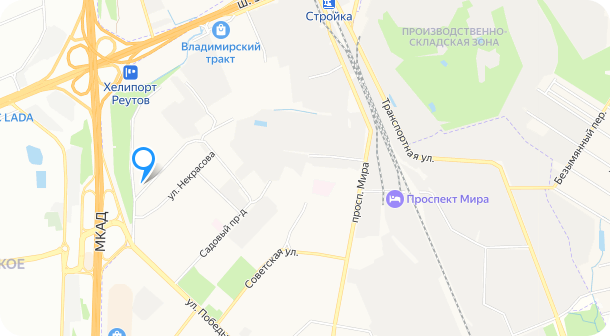 Ш.
Стройка
ПРОИЗВОДСТВЕННО-
СКЛАДСКАЯ ЗОНА
Владимирский
тракт
Хелипорт
Реутов
LADA
Транспортная ул.
Безымянный пер.
ул. Некрасова
просп. Мира
Проспект Мира
МКАД
Садовый пр-д
Советская ул.
КОЕ
ул. Победы